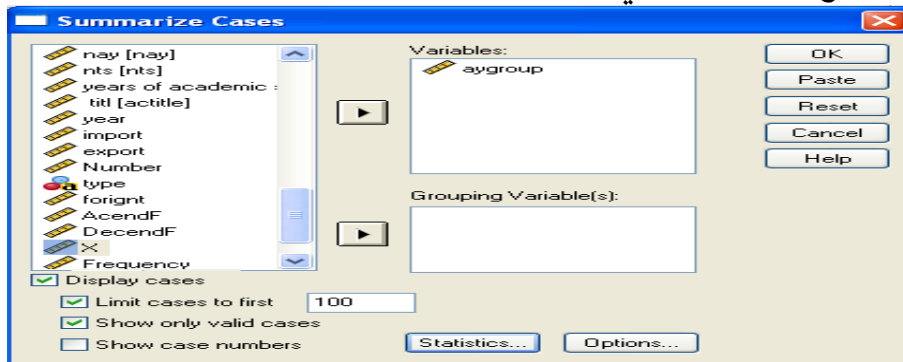 Summarize Cases
nay [nay]
nts [nts]
years of academic
titl [actitle]
year
import
export
Number
type
forignt
AcendF
DecendF
X
Frequency
Variables:
aygroup
Grouping Variable(s):
OK
Paste
Reset
Cancel
Help
Display cases
Limit cases to first 100
Show only valid cases
Show case numbers
Statistics...
Options...